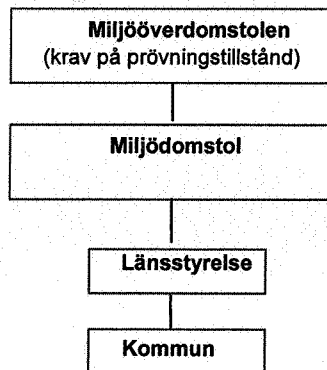 Miljööverdomstolen
(krav på prövningstillstånd)
Miljödomstol
Länsstyrelse
Kommun